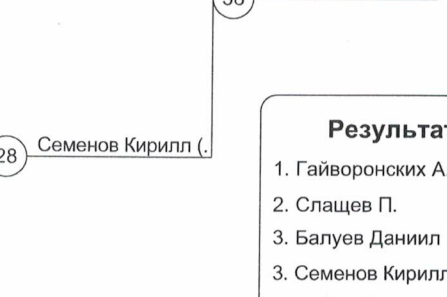 Семенов Кирилл (.
28
Результат
1. Гайворонских А.
2. Слащев П.
3. Балуев Даниил
3. Семенов Кирилл